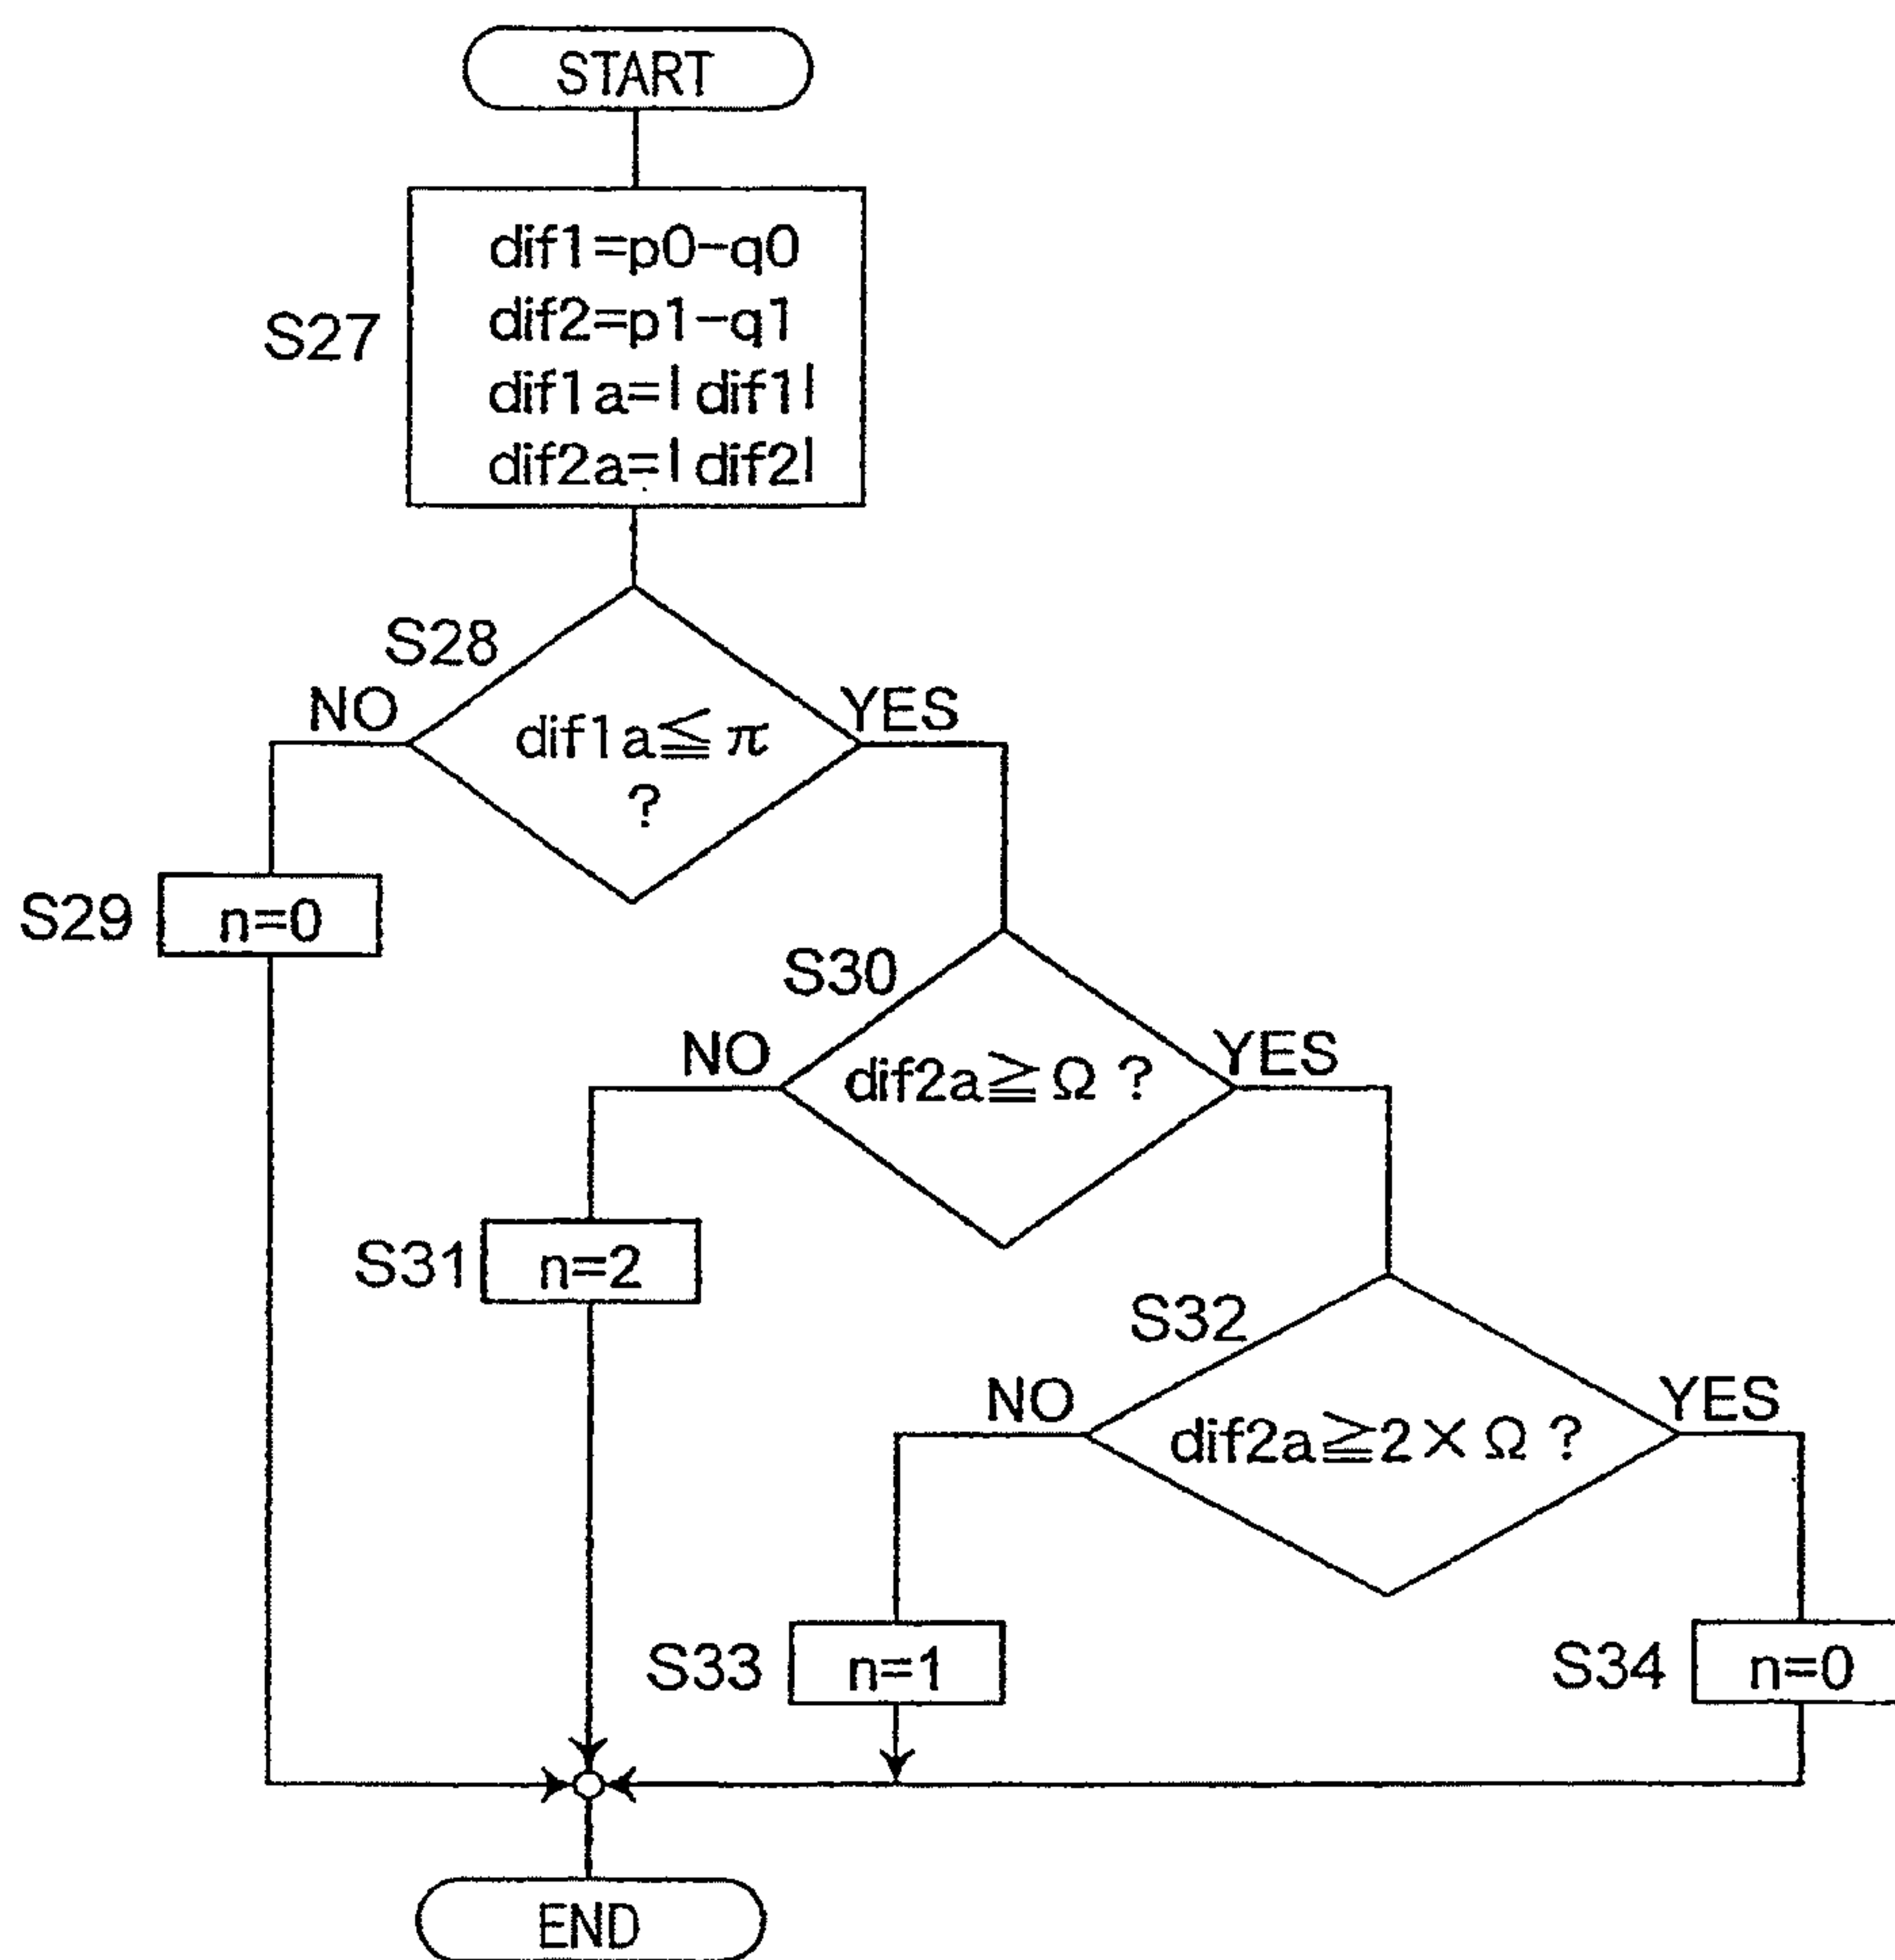 START
S27
dif1=p0-q0
dif2=p1-q1
dif1a=|dif1|
dif2a=|dif2|
S28
NO
YES
dif1a≦π
?
S29
n=0
S30
NO
YES
dif2a≧Ω ?
S31
n=2
S32
NO
YES
dif2a≧2×Ω ?
S33
n=1
S34
n=0
END